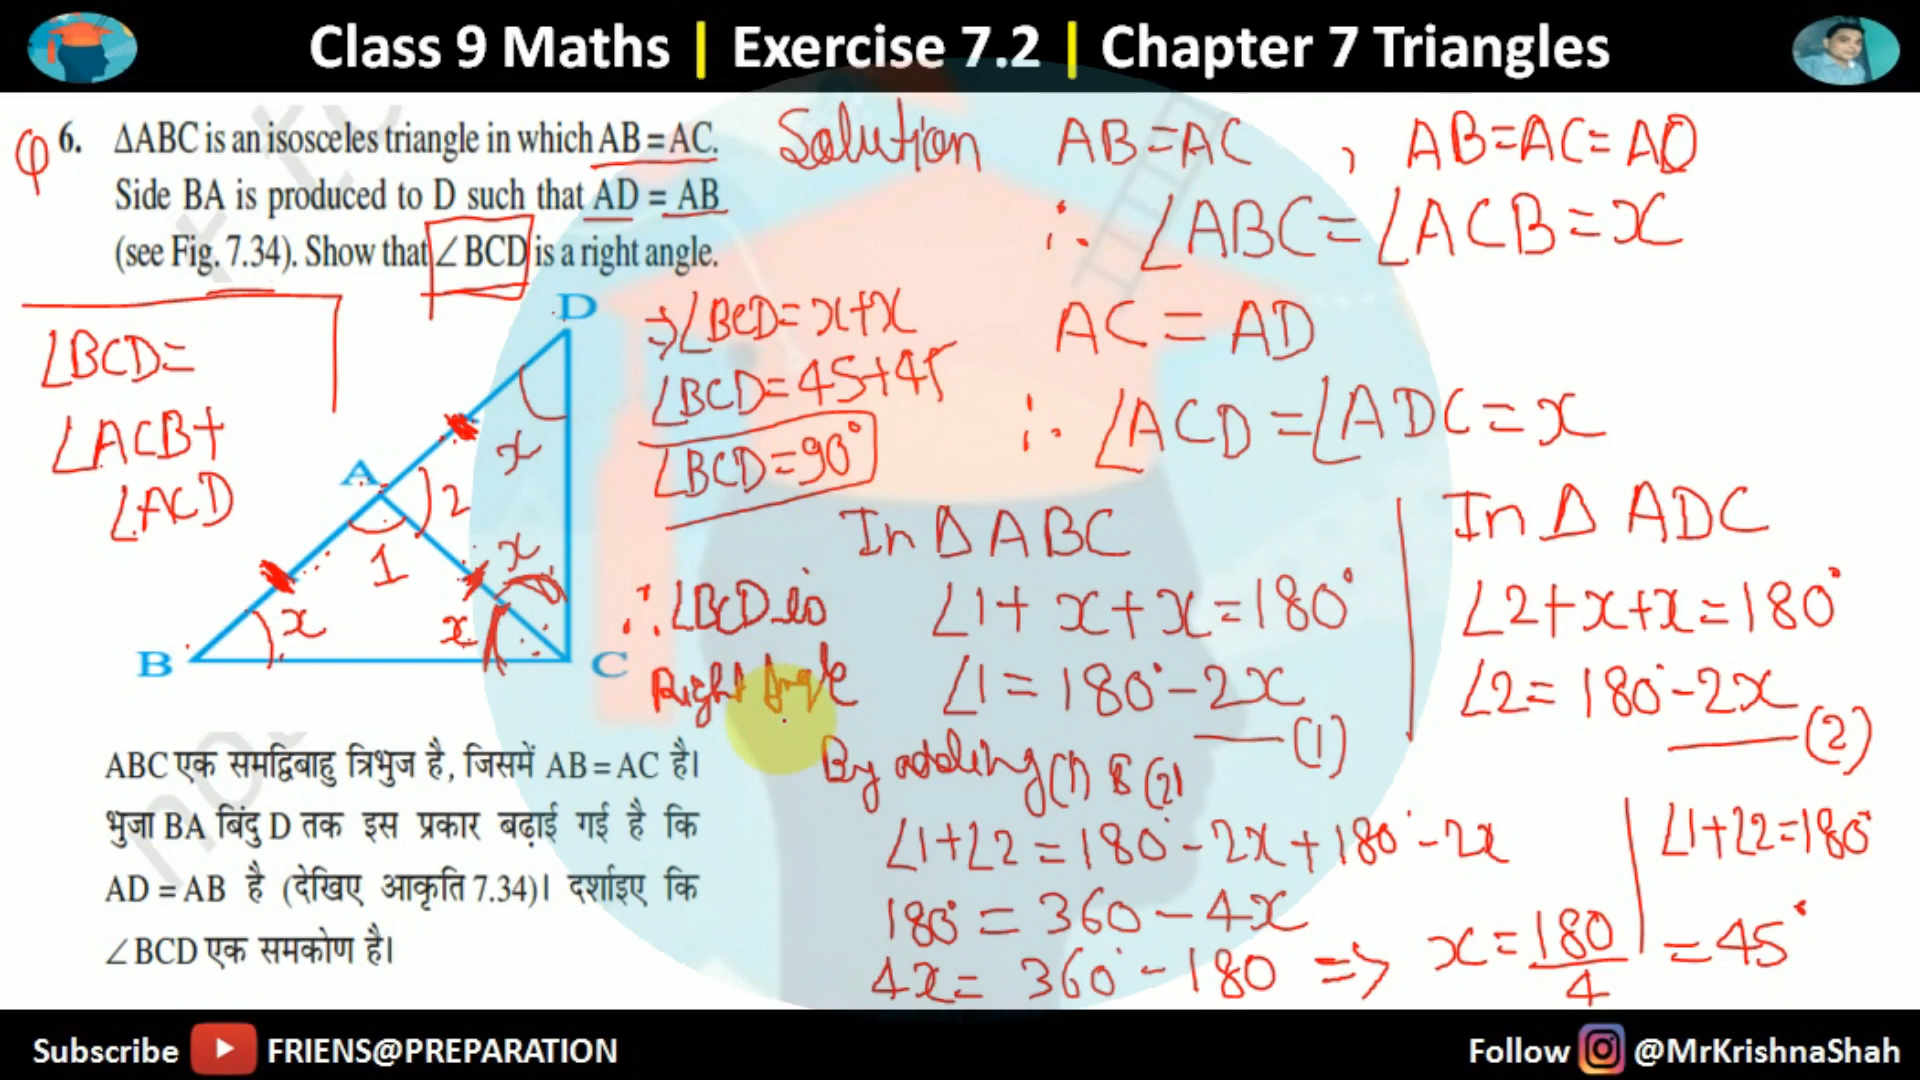 Class 9 Maths | Exercise 7.2 | Chapter 7 Triangles
φ 6. ΔABC is an isosceles triangle in which AB = AC.
Side BA is produced to D such that AD = AB
(see Fig. 7.34). Show that ∠BCD is a right angle.
∠BCD=
∠ACB+
∠ACD
D
A
B
C
x
2
1
x
x
x
⇒∠BCD=x+x
∠BCD=45+45
∠BCD=90°
∴∠BCD is
Right Angle
Solution AB=AC , AB=AC=AD
∴ ∠ABC=∠ACB=x
AC=AD
∴ ∠ACD=∠ADC=x
In Δ ABC
∠1+x+x=180°
∠1=180°-2x
(1)
In Δ ADC
∠2+x+x=180°
∠2=180°-2x
(2)
By adding (1) & (2)
∠1+∠2=180°-2x+180°-2x
∠1+∠2=180°
180°=360-4x
4x=360°-180 ⇒ x=180/4=45°
ABC एक समद्विबाहु त्रिभुज है, जिसमें AB = AC है।
भुजा BA बिंदु D तक इस प्रकार बढ़ाई गई है कि
AD = AB है (देखिए आकृति 7.34)। दर्शाइए कि
∠BCD एक समकोण है।
Subscribe FRIENS@PREPARATION
Follow @MrKrishnaShah